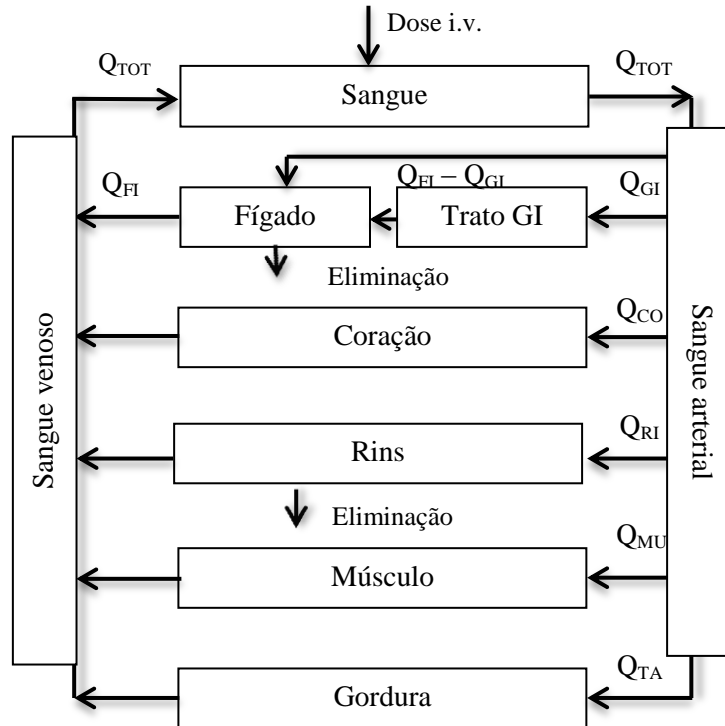 Dose i.v.
Q_TOT
Q_TOT
Sangue
Q_FI – Q_GI
Q_FI
Q_GI
Fígado
Trato GI
Eliminação
Q_CO
Coração
Sangue venoso
Sangue arterial
Q_RI
Rins
Eliminação
Q_MU
Músculo
Q_TA
Gordura